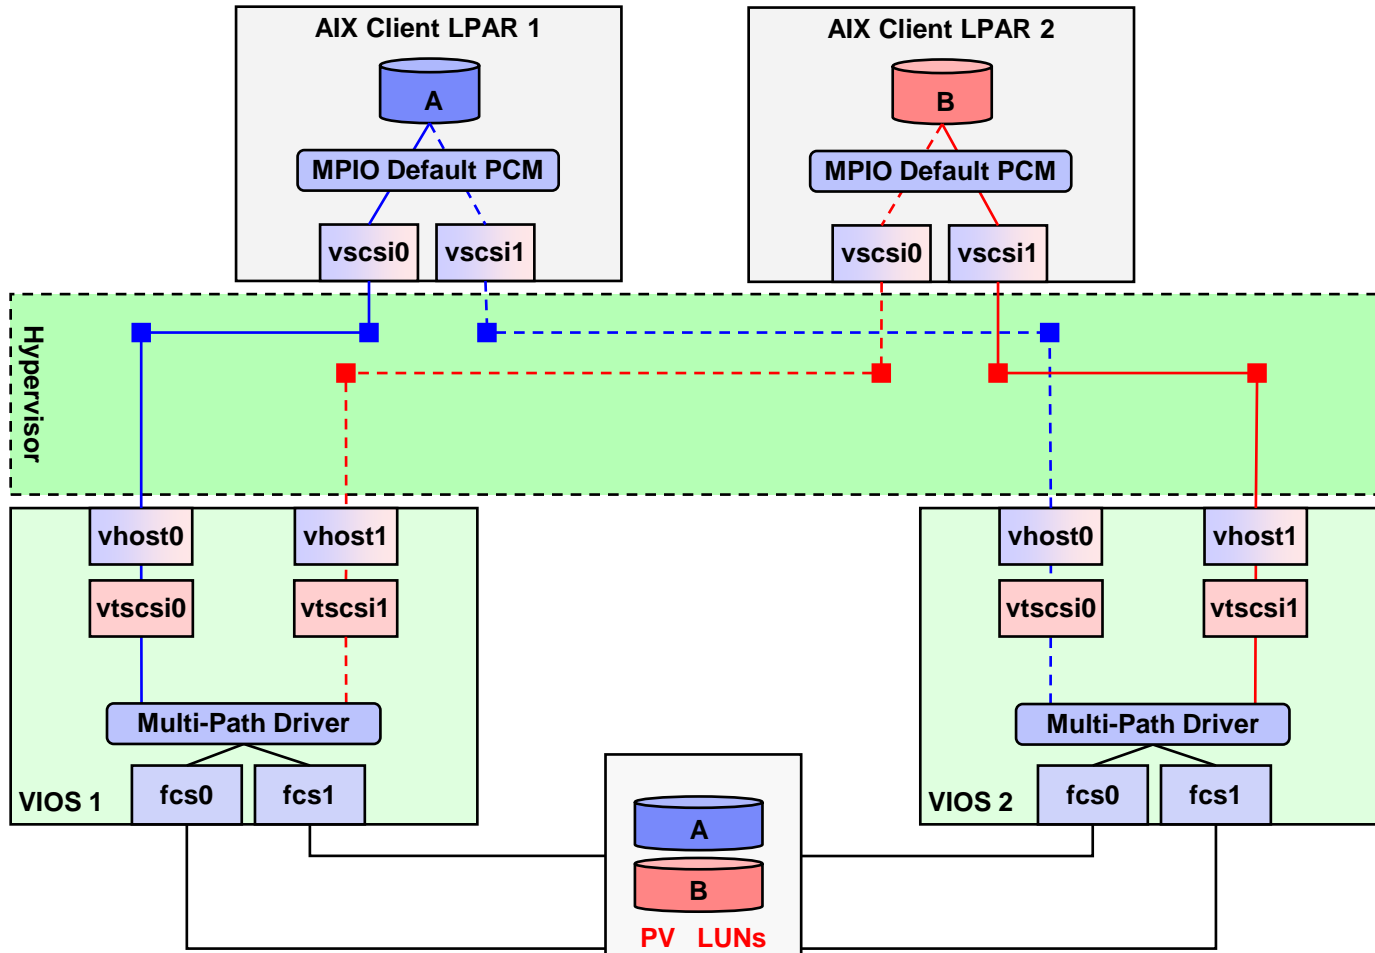 AIX Client LPAR 1
A
MPIO Default PCM
vscsi0 vscsi1
AIX Client LPAR 2
B
MPIO Default PCM
vscsi0 vscsi1
Hypervisor
vhost0 vhost1
vtscsi0 vtscsi1
Multi-Path Driver
fcs0 fcs1
VIOS 1
vhost0 vhost1
vtscsi0 vtscsi1
Multi-Path Driver
fcs0 fcs1
VIOS 2
A
B
PV LUNs